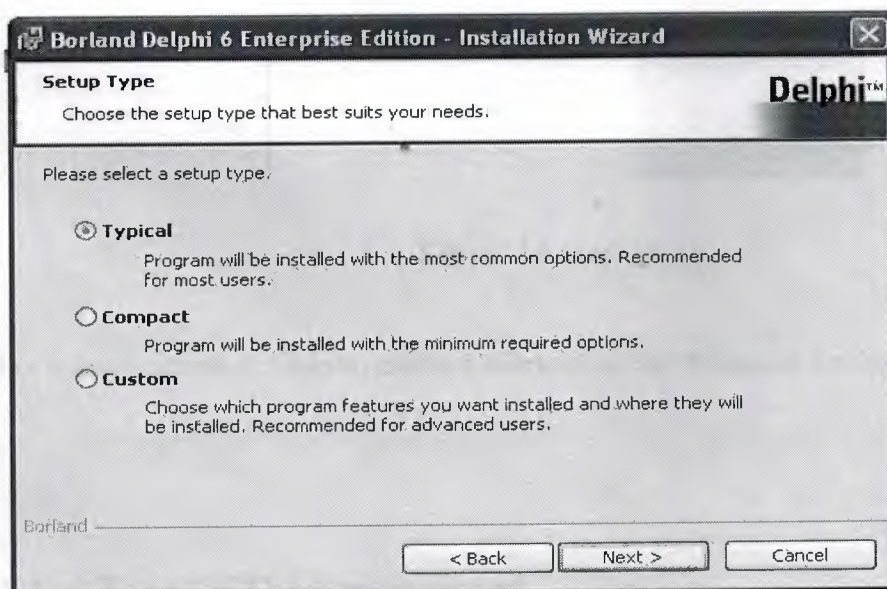 Borland Delphi 6 Enterprise Edition - Installation Wizard
Setup Type
Choose the setup type that best suits your needs.
Delphi™
Please select a setup type.
Typical
Program will be installed with the most common options. Recommended
for most users.
Compact
Program will be installed with the minimum required options.
Custom
Choose which program features you want installed and where they will
be installed. Recommended for advanced users.
Borland
< Back
Next >
Cancel